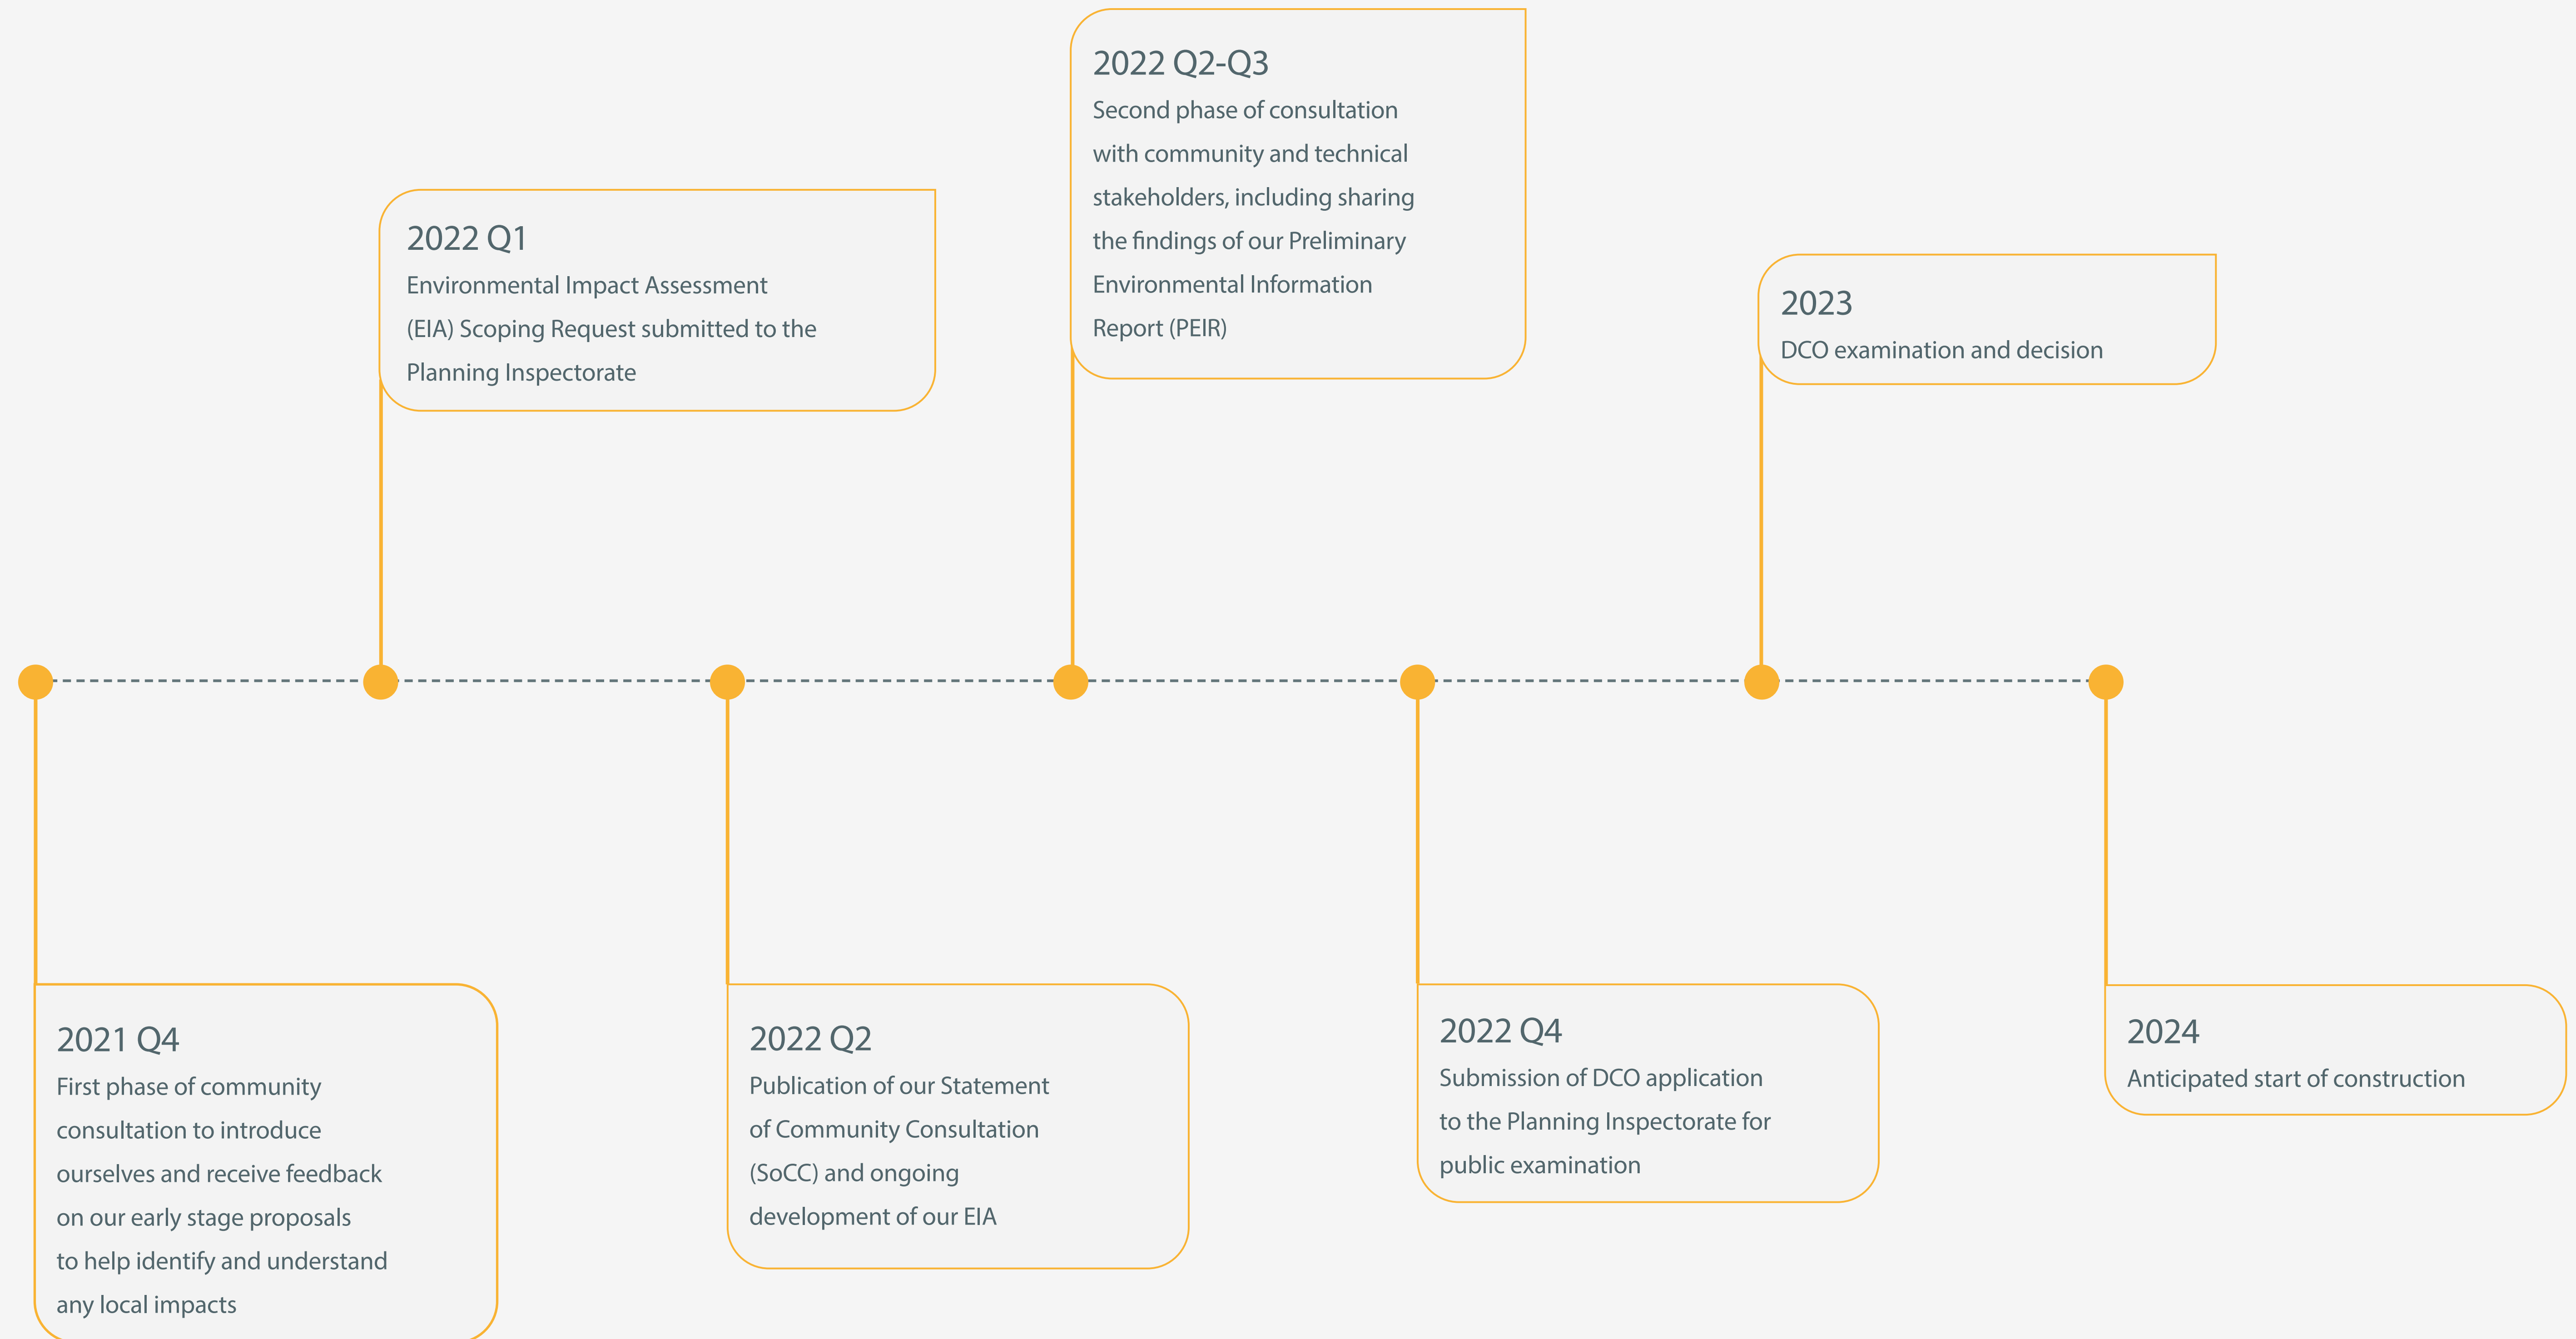 2021 Q4
First phase of community
consultation to introduce
ourselves and receive feedback
on our early stage proposals
to help identify and understand
any local impacts
2022 Q1
Environmental Impact Assessment
(EIA) Scoping Request submitted to the
Planning Inspectorate
2022 Q2
Publication of our Statement
of Community Consultation
(SoCC) and ongoing
development of our EIA
2022 Q2-Q3
Second phase of consultation
with community and technical
stakeholders, including sharing
the findings of our Preliminary
Environmental Information
Report (PEIR)
2022 Q4
Submission of DCO application
to the Planning Inspectorate for
public examination
2023
DCO examination and decision
2024
Anticipated start of construction